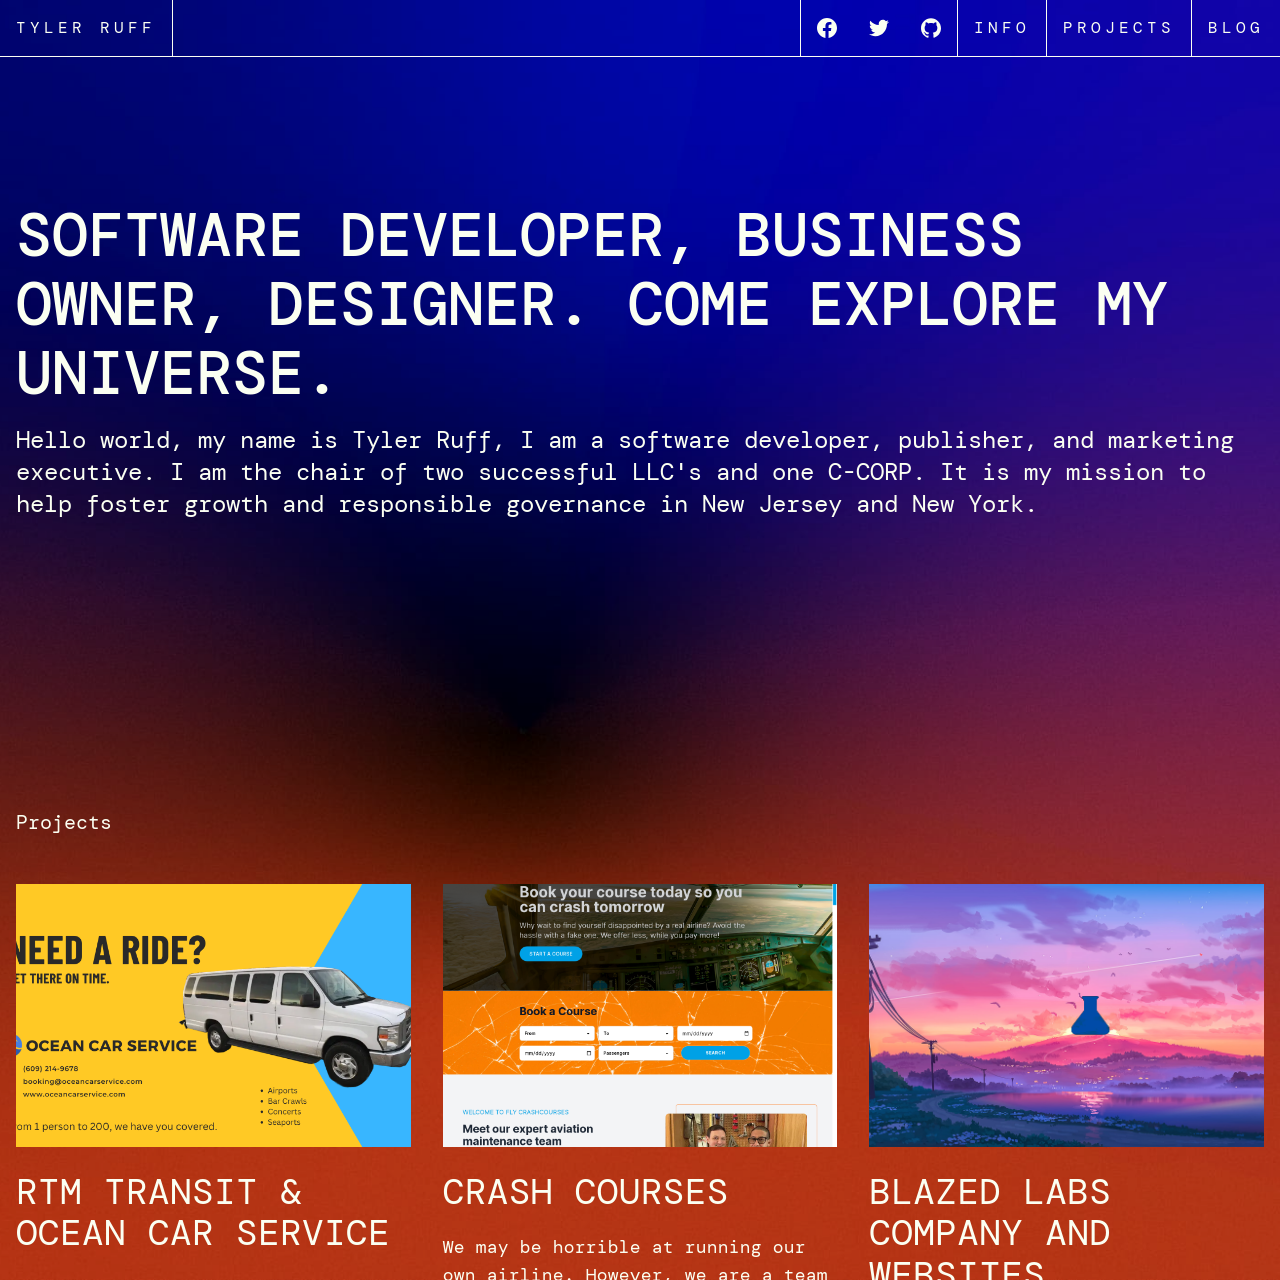 TYLER RUFF
INFO
PROJECTS
BLOG
SOFTWARE DEVELOPER, BUSINESS
OWNER, DESIGNER. COME EXPLORE MY
UNIVERSE.
Hello world, my name is Tyler Ruff, I am a software developer, publisher, and marketing
executive. I am the chair of two successful LLC's and one C-CORP. It is my mission to
help foster growth and responsible governance in New Jersey and New York.
Projects
NEED A RIDE?
ET THERE ON TIME.
OCEAN CAR SERVICE
(609) 214-9678
booking@oceancarservice.com
www.oceancarservice.com
• Airports
• Bar Crawls
• Concerts
• Seaports
om 1 person to 200, we have you covered.
Book your course today so you
can crash tomorrow
Why wait to find yourself disappointed by a real airline? Avoid the
hassle with a fake one. We offer less, while you pay more!
START A COURSE
Book a Course
From
To
mm/dd/yyyy
mm/dd/yyyy
Passengers
SEARCH
WELCOME TO FLY CRASHCOURSES
Meet our expert aviation
maintenance team
RTM TRANSIT &
OCEAN CAR SERVICE
CRASH COURSES
We may be horrible at running our
own airline. However, we are a team
BLAZED LABS
COMPANY AND
WEBSITES